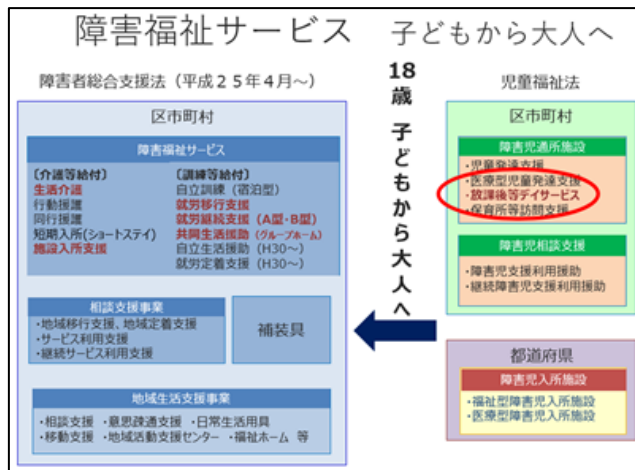 障害福祉サービス 子どもから大人へ
障害者総合支援法（平成２５年４月～）
区市町村
障害福祉サービス
〔介護等給付〕
生活介護
行動援護
同行援護
短期入所(ショートステイ)
施設入所支援
〔訓練等給付〕
自立訓練（宿泊型）
就労移行支援
就労継続支援（A型・B型）
共同生活援助（グループホーム）
自立生活援助（H30～）
就労定着支援（H30～）
相談支援事業
・地域移行支援、地域定着支援
・サービス利用支援
・継続サービス利用支援
補装具
地域生活支援事業
・相談支援 ・意思疎通支援 ・日常生活用具
・移動支援 ・地域活動支援センター ・福祉ホーム 等
18歳 子どもから大人へ
児童福祉法
区市町村
障害児通所施設
・児童発達支援
・医療型児童発達支援
・放課後等デイサービス
・保育所等訪問支援
障害児相談支援
・障害児支援利用援助
・継続障害児支援利用援助
都道府県
障害児入所施設
・福祉型障害児入所施設
・医療型障害児入所施設